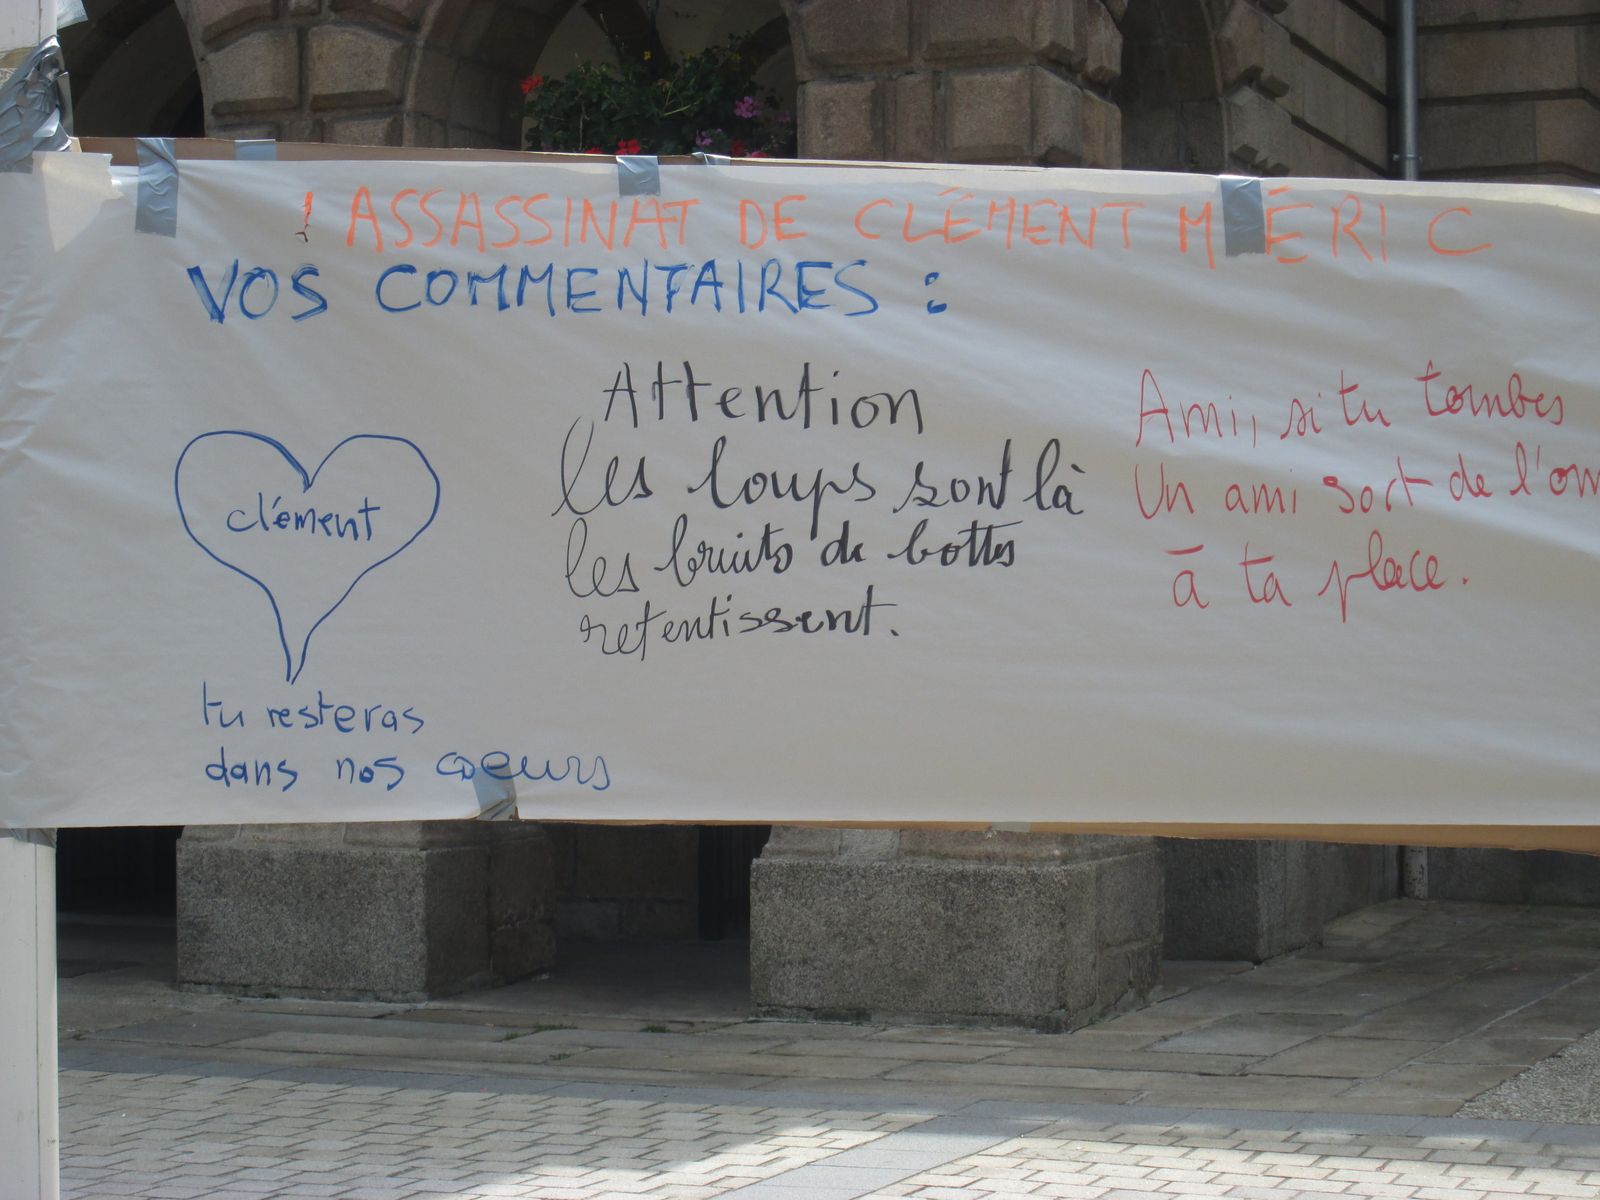 ! ASSASSINAT DE CLÉMENT MÉRIC
VOS COMMENTAIRES :
clément
tu resteras
dans nos coeurs
Attention
les loups sont là
les bruits de bottes
retentissent.
Ami, si tu tombes
Un ami sort de l'om
à ta place.